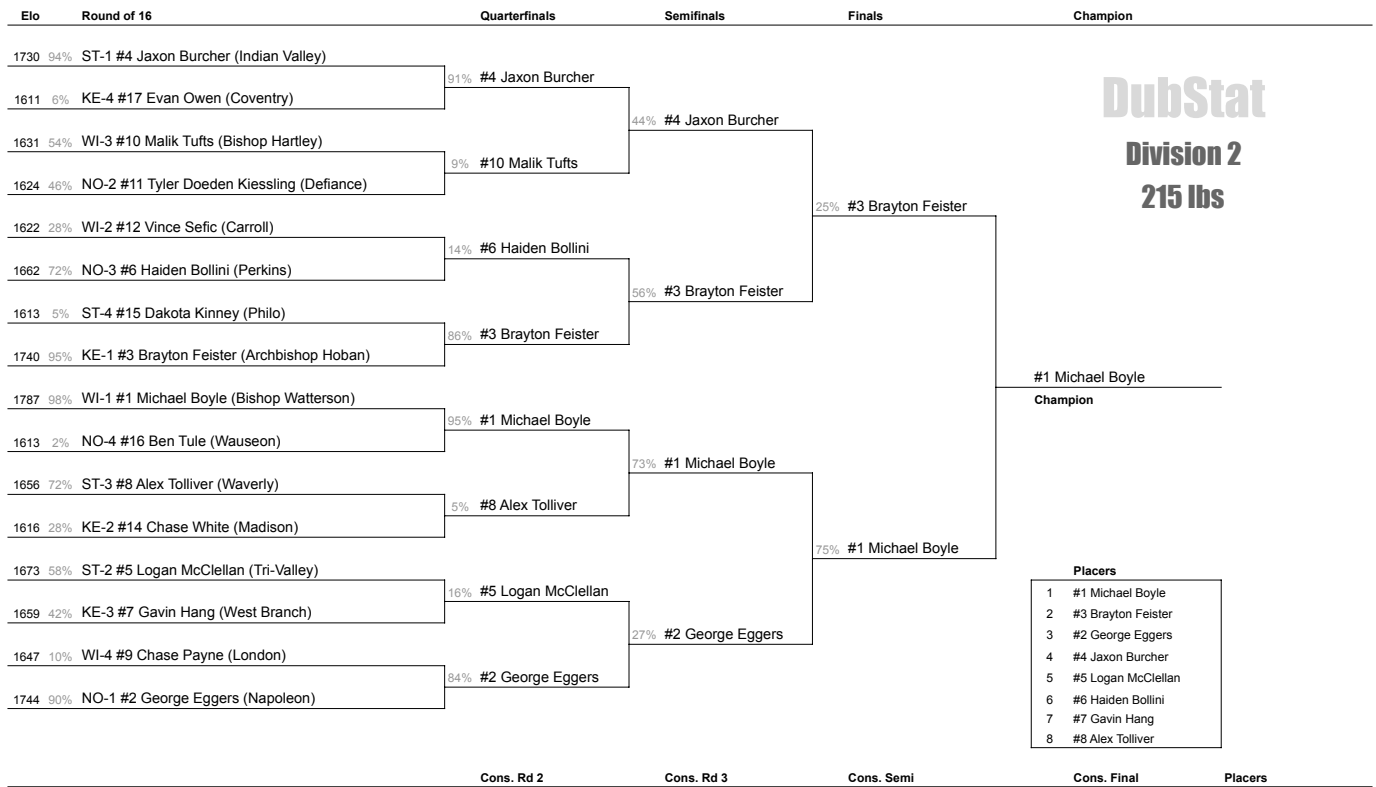 Elo Round of 16 Quarterfinals Semifinals Finals Champion
1730 94% ST-1 #4 Jaxon Burcher (Indian Valley)
91% #4 Jaxon Burcher
1611 6% KE-4 #17 Evan Owen (Coventry)
44% #4 Jaxon Burcher
1631 54% WI-3 #10 Malik Tufts (Bishop Hartley)
9% #10 Malik Tufts
1624 46% NO-2 #11 Tyler Doeden Kiessling (Defiance)
25% #3 Brayton Feister
1622 28% WI-2 #12 Vince Sefic (Carroll)
14% #6 Haiden Bollini
1662 72% NO-3 #6 Haiden Bollini (Perkins)
56% #3 Brayton Feister
1613 5% ST-4 #15 Dakota Kinney (Philo)
86% #3 Brayton Feister
1740 95% KE-1 #3 Brayton Feister (Archbishop Hoban)
DubStat
Division 2
215 lbs
#1 Michael Boyle
Champion
1787 98% WI-1 #1 Michael Boyle (Bishop Watterson)
95% #1 Michael Boyle
1613 2% NO-4 #16 Ben Tule (Wauseon)
73% #1 Michael Boyle
1656 72% ST-3 #8 Alex Tolliver (Waverly)
5% #8 Alex Tolliver
1616 28% KE-2 #14 Chase White (Madison)
75% #1 Michael Boyle
1673 58% ST-2 #5 Logan McClellan (Tri-Valley)
16% #5 Logan McClellan
1659 42% KE-3 #7 Gavin Hang (West Branch)
27% #2 George Eggers
1647 10% WI-4 #9 Chase Payne (London)
84% #2 George Eggers
1744 90% NO-1 #2 George Eggers (Napoleon)
Placers
1 #1 Michael Boyle
2 #3 Brayton Feister
3 #2 George Eggers
4 #4 Jaxon Burcher
5 #5 Logan McClellan
6 #6 Haiden Bollini
7 #7 Gavin Hang
8 #8 Alex Tolliver
Cons. Rd 2 Cons. Rd 3 Cons. Semi Cons. Final Placers